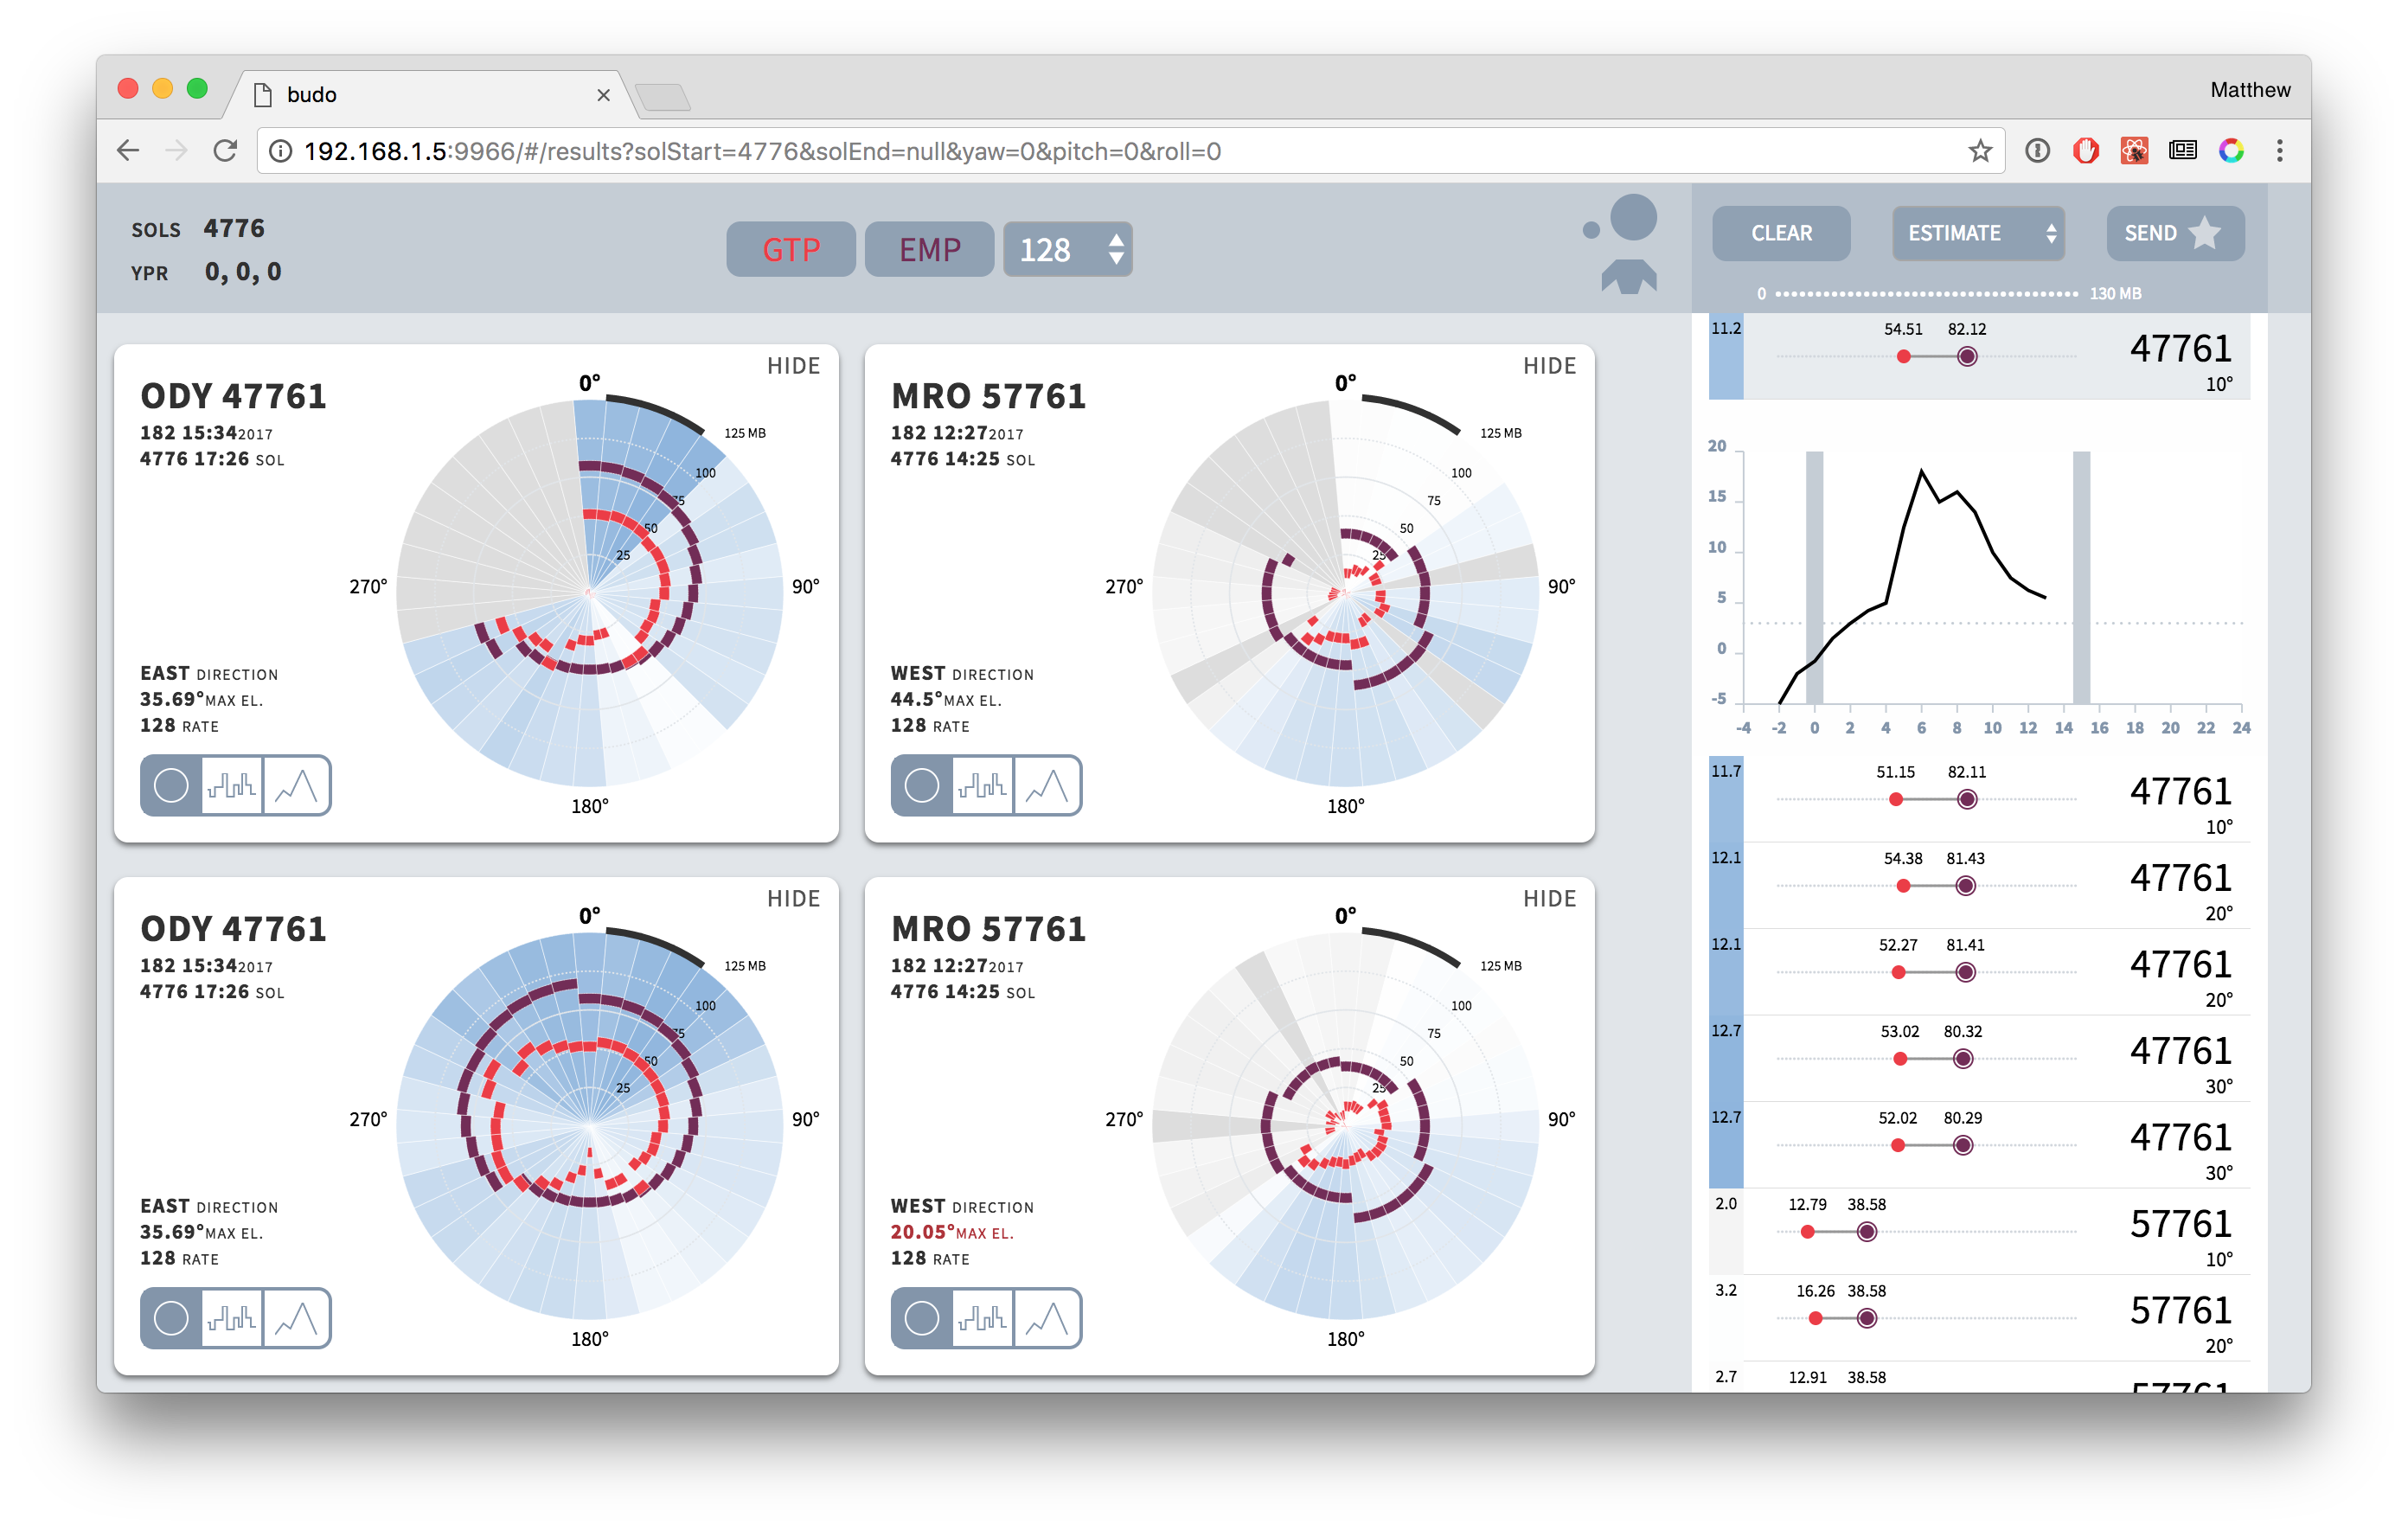 budo
Matthew
192.168.1.5:9966/#/results?solStart=4776&solEnd=null&yaw=0&pitch=0&roll=0
SOLS 4776
YPR 0, 0, 0
GTP
EMP
128
CLEAR
ESTIMATE
SEND
0 130 MB
HIDE
ODY 47761
182 15:34 2017
4776 17:26 SOL
EAST DIRECTION
35.69° MAX EL.
128 RATE
0°
90°
180°
270°
125 MB
100
75
50
25
HIDE
MRO 57761
182 12:27 2017
4776 14:25 SOL
WEST DIRECTION
44.5° MAX EL.
128 RATE
0°
90°
180°
270°
125 MB
100
75
50
25
HIDE
ODY 47761
182 15:34 2017
4776 17:26 SOL
EAST DIRECTION
35.69° MAX EL.
128 RATE
0°
90°
180°
270°
125 MB
100
75
50
25
HIDE
MRO 57761
182 12:27 2017
4776 14:25 SOL
WEST DIRECTION
20.05° MAX EL.
128 RATE
0°
90°
180°
270°
125 MB
100
75
50
25
11.2 54.51 82.12 47761
10°
20
15
10
5
0
-5
-4 -2 0 2 4 6 8 10 12 14 16 18 20 22 24
11.7 51.15 82.11 47761
10°
12.1 54.38 81.43 47761
20°
12.1 52.27 81.41 47761
20°
12.7 53.02 80.32 47761
30°
12.7 52.02 80.29 47761
30°
2.0 12.79 38.58 57761
10°
3.2 16.26 38.58 57761
20°
2.7 12.91 38.58 57761